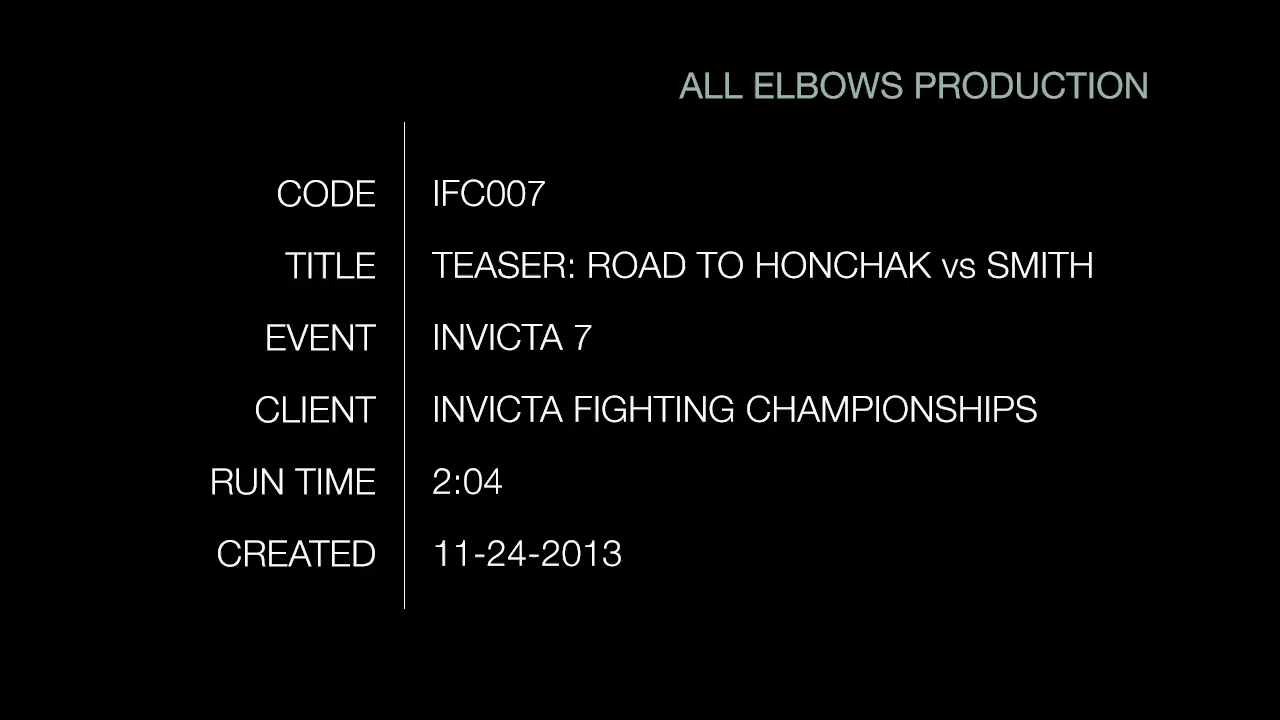 ALL ELBOWS PRODUCTION
CODE IFC007
TITLE TEASER: ROAD TO HONCHAK vs SMITH
EVENT INVICTA 7
CLIENT INVICTA FIGHTING CHAMPIONSHIPS
RUN TIME 2:04
CREATED 11-24-2013